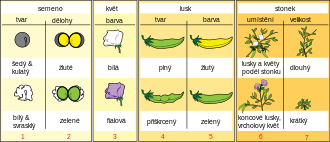 semeno květ lusk stonek
tvar dělohy barva tvar barva umístění velikost
šedý &
kulatý
žluté
bílá
plný
žlutý
lusky a květy
podél stonku
dlouhý
bílý &
svrasklý
zelené
fialová
přiškrcený
zelený
koncové lusky,
vrcholový květ
krátký
1 2 3 4 5 6 7